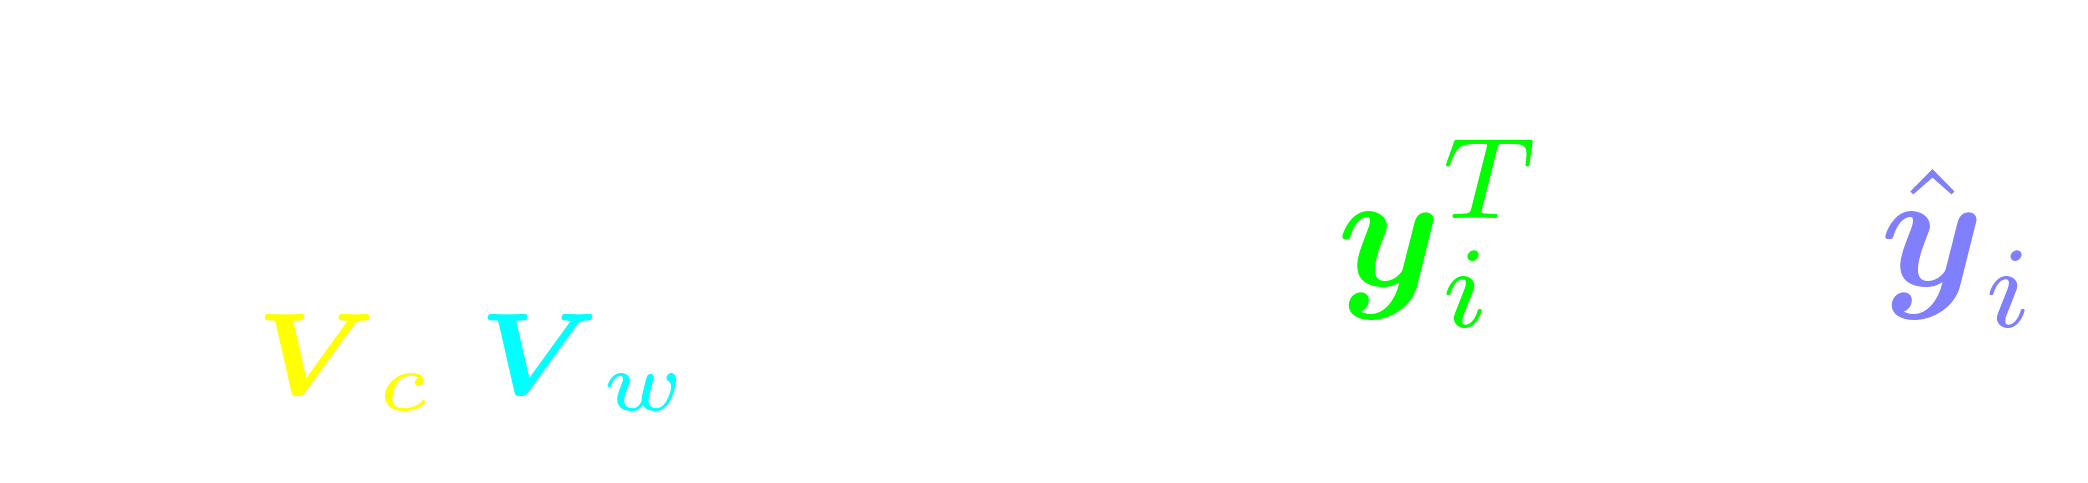 𝑽_c 𝑽_w 𝒚_i^T 𝒚̂_i